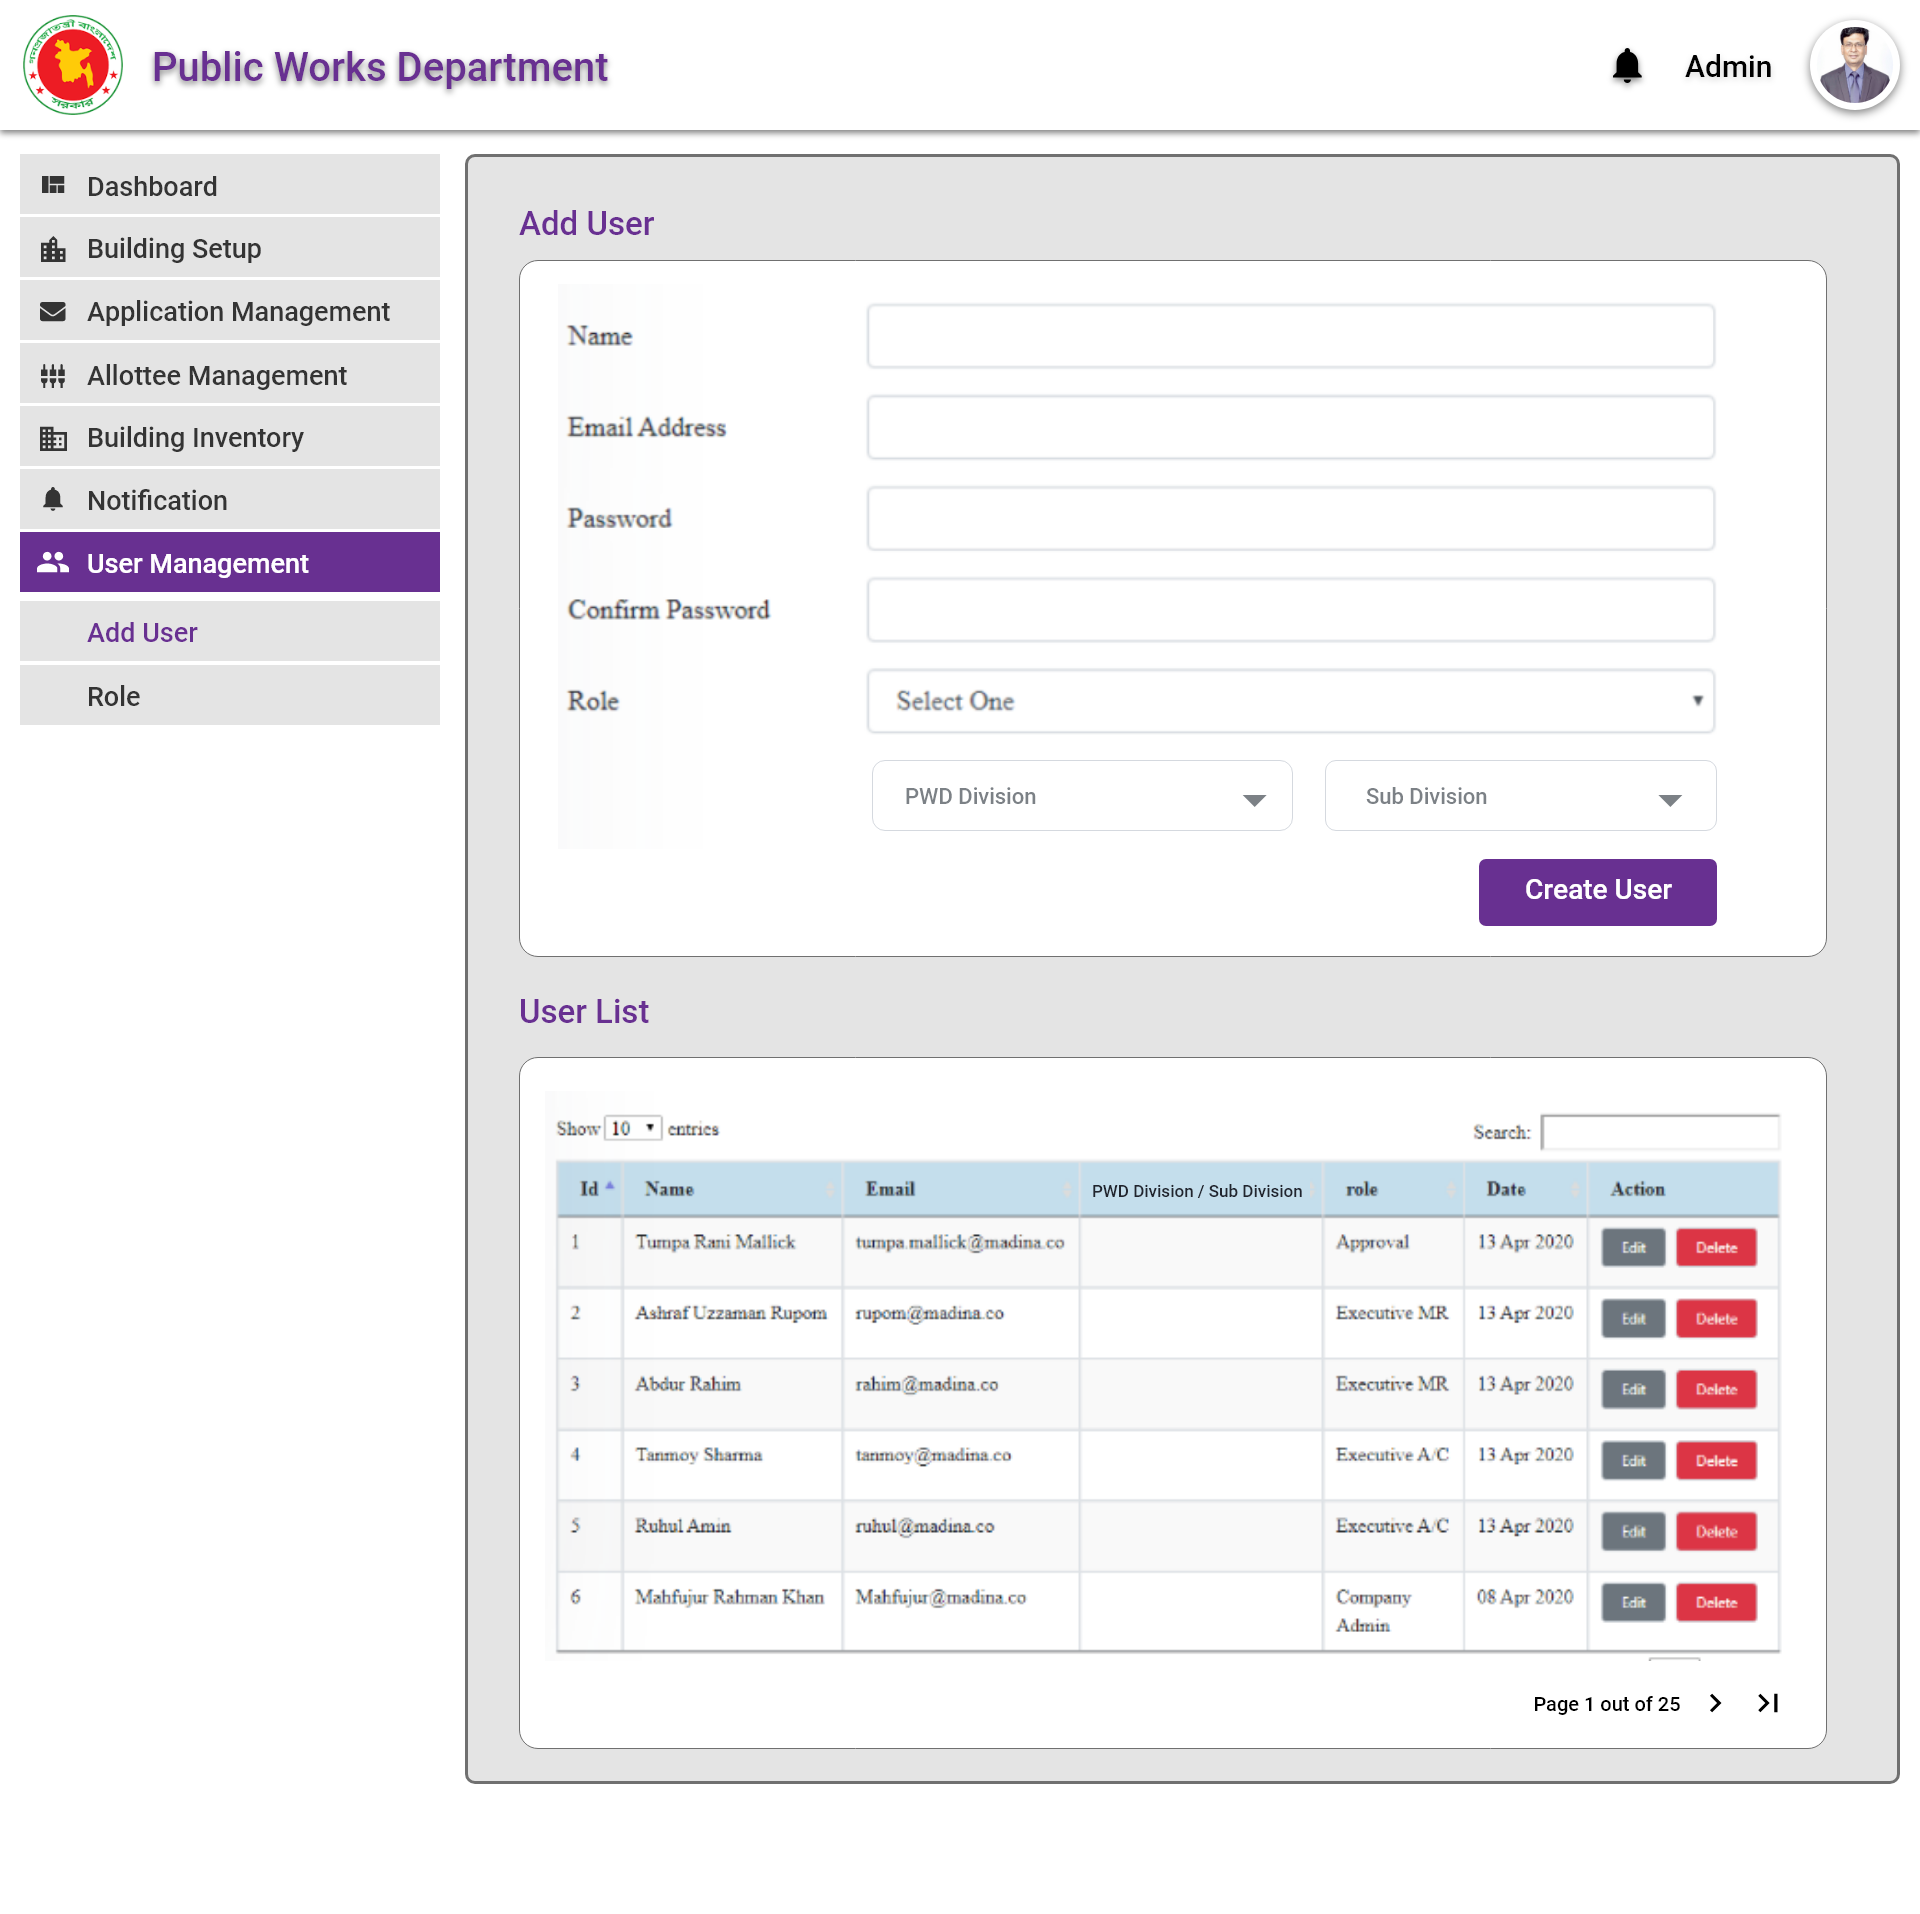 গণপ্রজাতন্ত্রী বাংলাদেশ
সরকার
Public Works Department
Admin
Dashboard
Building Setup
Application Management
Allottee Management
Building Inventory
Notification
User Management
Add User
Role
Add User
Name
Email Address
Password
Confirm Password
Role Select One
PWD Division Sub Division
Create User
User List
Show 10 entries Search:
Id Name Email PWD Division / Sub Division role Date Action
1 Tumpa Rani Mallick tumpa.mallick@madina.co Approval 13 Apr 2020 Edit Delete
2 Ashraf Uzzaman Rupom rupom@madina.co Executive MR 13 Apr 2020 Edit Delete
3 Abdur Rahim rahim@madina.co Executive MR 13 Apr 2020 Edit Delete
4 Tanmoy Sharma tanmoy@madina.co Executive A/C 13 Apr 2020 Edit Delete
5 Ruhul Amin ruhul@madina.co Executive A/C 13 Apr 2020 Edit Delete
6 Mahfujur Rahman Khan Mahfujur@madina.co Company 08 Apr 2020 Edit Delete
Admin
Page 1 out of 25